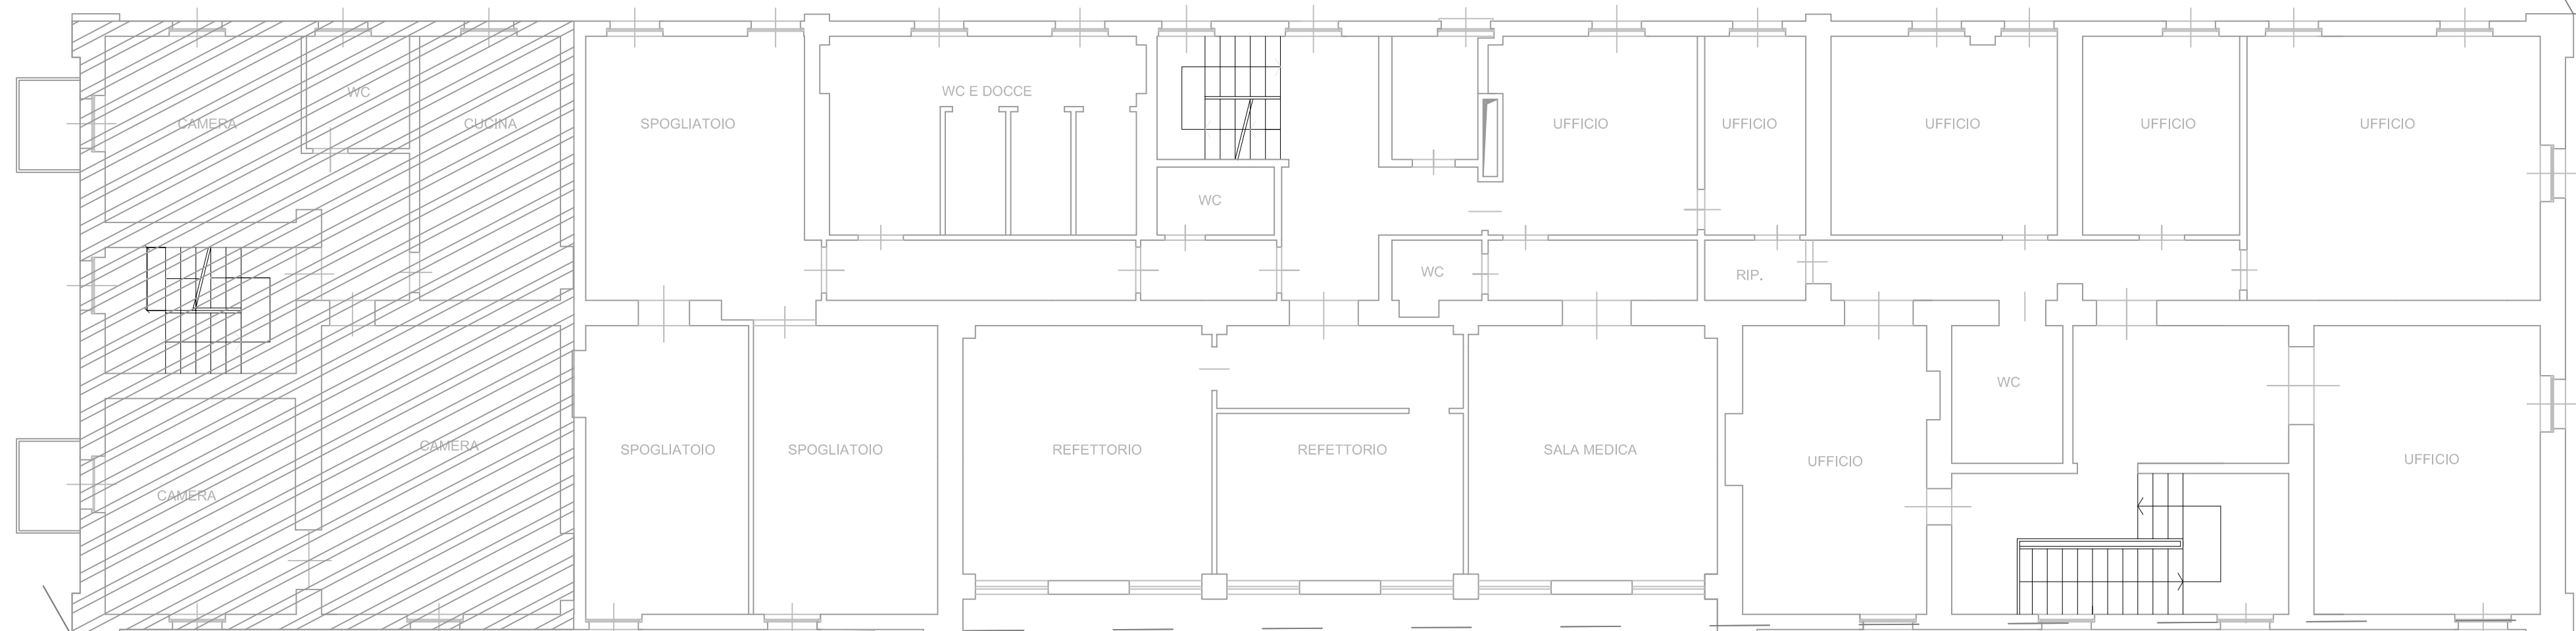 WC
WC E DOCCE
CAMERA
CUCINA
SPOGLIATOIO
UFFICIO
UFFICIO
UFFICIO
UFFICIO
UFFICIO
WC
WC
RIP.
WC
CAMERA
SPOGLIATOIO
SPOGLIATOIO
REFETTORIO
REFETTORIO
SALA MEDICA
UFFICIO
UFFICIO
CAMERA